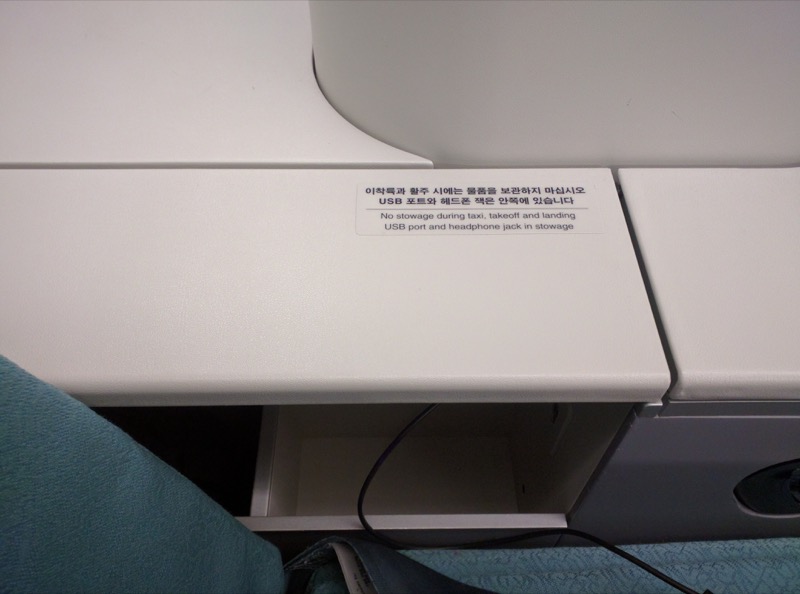 이착륙과 활주 시에는 물품을 보관하지 마십시오
USB 포트와 헤드폰 잭은 안쪽에 있습니다
No stowage during taxi, takeoff and landing
USB port and headphone jack in stowage